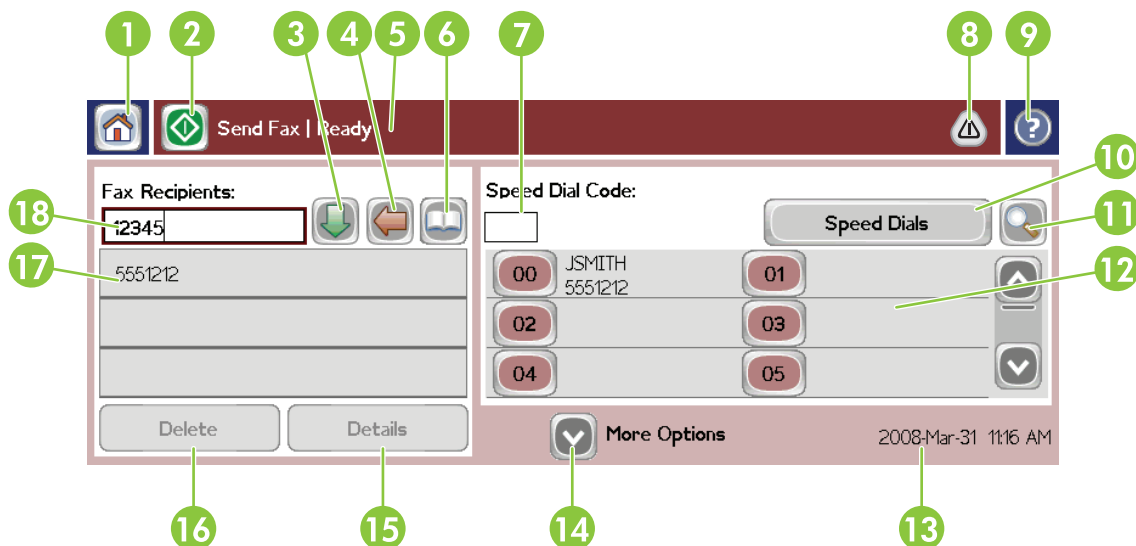 1 2 3 4 5 6 7 8 9
Send Fax | Ready
?
10
Fax Recipients:
Speed Dial Code:
18 12345
Speed Dials
11
17 5551212
00 JSMITH 01
5551212
12
02 03
04 05
Delete Details
More Options
2008-Mar-31 11:16 AM
16 15 14 13